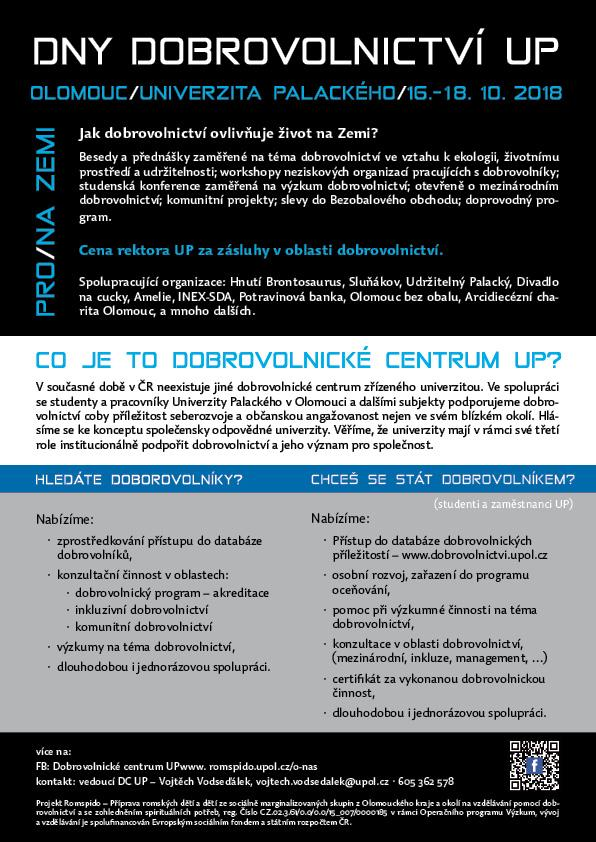 DNY DOBROVOLNICTVÍ UP
OLOMOUC/UNIVERZITA PALACKÉHO/16.-18. 10. 2018
PRO/NA ZEMI
Jak dobrovolnictví ovlivňuje život na Zemi?
Besedy a přednášky zaměřené na téma dobrovolnictví ve vztahu k ekologii, životnímu
prostředí a udržitelnosti; workshopy neziskových organizací pracujících s dobrovolníky;
studenská konference zaměřená na výzkum dobrovolnictví; otevřeně o mezinárodním
dobrovolnictví; komunitní projekty; slevy do Bezobalového obchodu; doprovodný pro-
gram.
Cena rektora UP za zásluhy v oblasti dobrovolnictví.
Spolupracující organizace: Hnutí Brontosaurus, Sluňákov, Udržitelný Palacký, Divadlo
na cucky, Amelie, INEX-SDA, Potravinová banka, Olomouc bez obalu, Arcidiecézní cha-
rita Olomouc, a mnoho dalších.
CO JE TO DOBROVOLNICKÉ CENTRUM UP?
V současné době v ČR neexistuje jiné dobrovolnické centrum zřízeného univerzitou. Ve spolupráci
se studenty a pracovníky Univerzity Palackého v Olomouci a dalšími subjekty podporujeme dobro-
volnictví coby příležitost seberozvoje a občanskou angažovanost nejen ve svém blízkém okolí. Hlá-
síme se ke konceptu společensky odpovědné univerzity. Věříme, že univerzity mají v rámci své třetí
role institucionálně podpořit dobrovolnictví a jeho význam pro společnost.
HLEDÁTE DOBOROVOLNÍKY?
Nabízíme:
· zprostředkování přístupu do databáze
dobrovolníků,
· konzultační činnost v oblastech:
· dobrovolnický program – akreditace
· inkluzivní dobrovolnictví
· komunitní dobrovolnictví
· výzkumy na téma dobrovolnictví,
· dlouhodobou i jednorázovou spolupráci.
CHCEŠ SE STÁT DOBROVOLNÍKEM?
(studenti a zaměstnanci UP)
Nabízíme:
· Přístup do databáze dobrovolnických
příležitostí – www.dobrovolnictvi.upol.cz
· osobní rozvoj, zařazení do programu
oceňování,
· pomoc při výzkumné činnosti na téma
dobrovolnictví,
· konzultace v oblasti dobrovolnictví,
(mezinárodní, inkluze, management, ...)
· certifikát za vykonanou dobrovolnickou
činnost,
· dlouhodobou i jednorázovou spolupráci.
více na:
FB: Dobrovolnické centrum UPwww. romspido.upol.cz/o-nas
kontakt: vedoucí DC UP – Vojtěch Vodseďálek, vojtech.vodsedalek@upol.cz · 605 362 578
Projekt Romspido – Příprava romských dětí a dětí ze sociálně marginalizovaných skupin z Olomouckého kraje a okolí na vzdělávání pomocí dob-
rovolnictví a se zohledněním spirituálních potřeb, reg. Číslo CZ.02.3.61/0.0/0.0/15_007/0000185 v rámci Operačního programu Výzkum, vývoj
a vzdělávání je spolufinancován Evropským sociálním fondem a státním rozpočtem ČR.
f